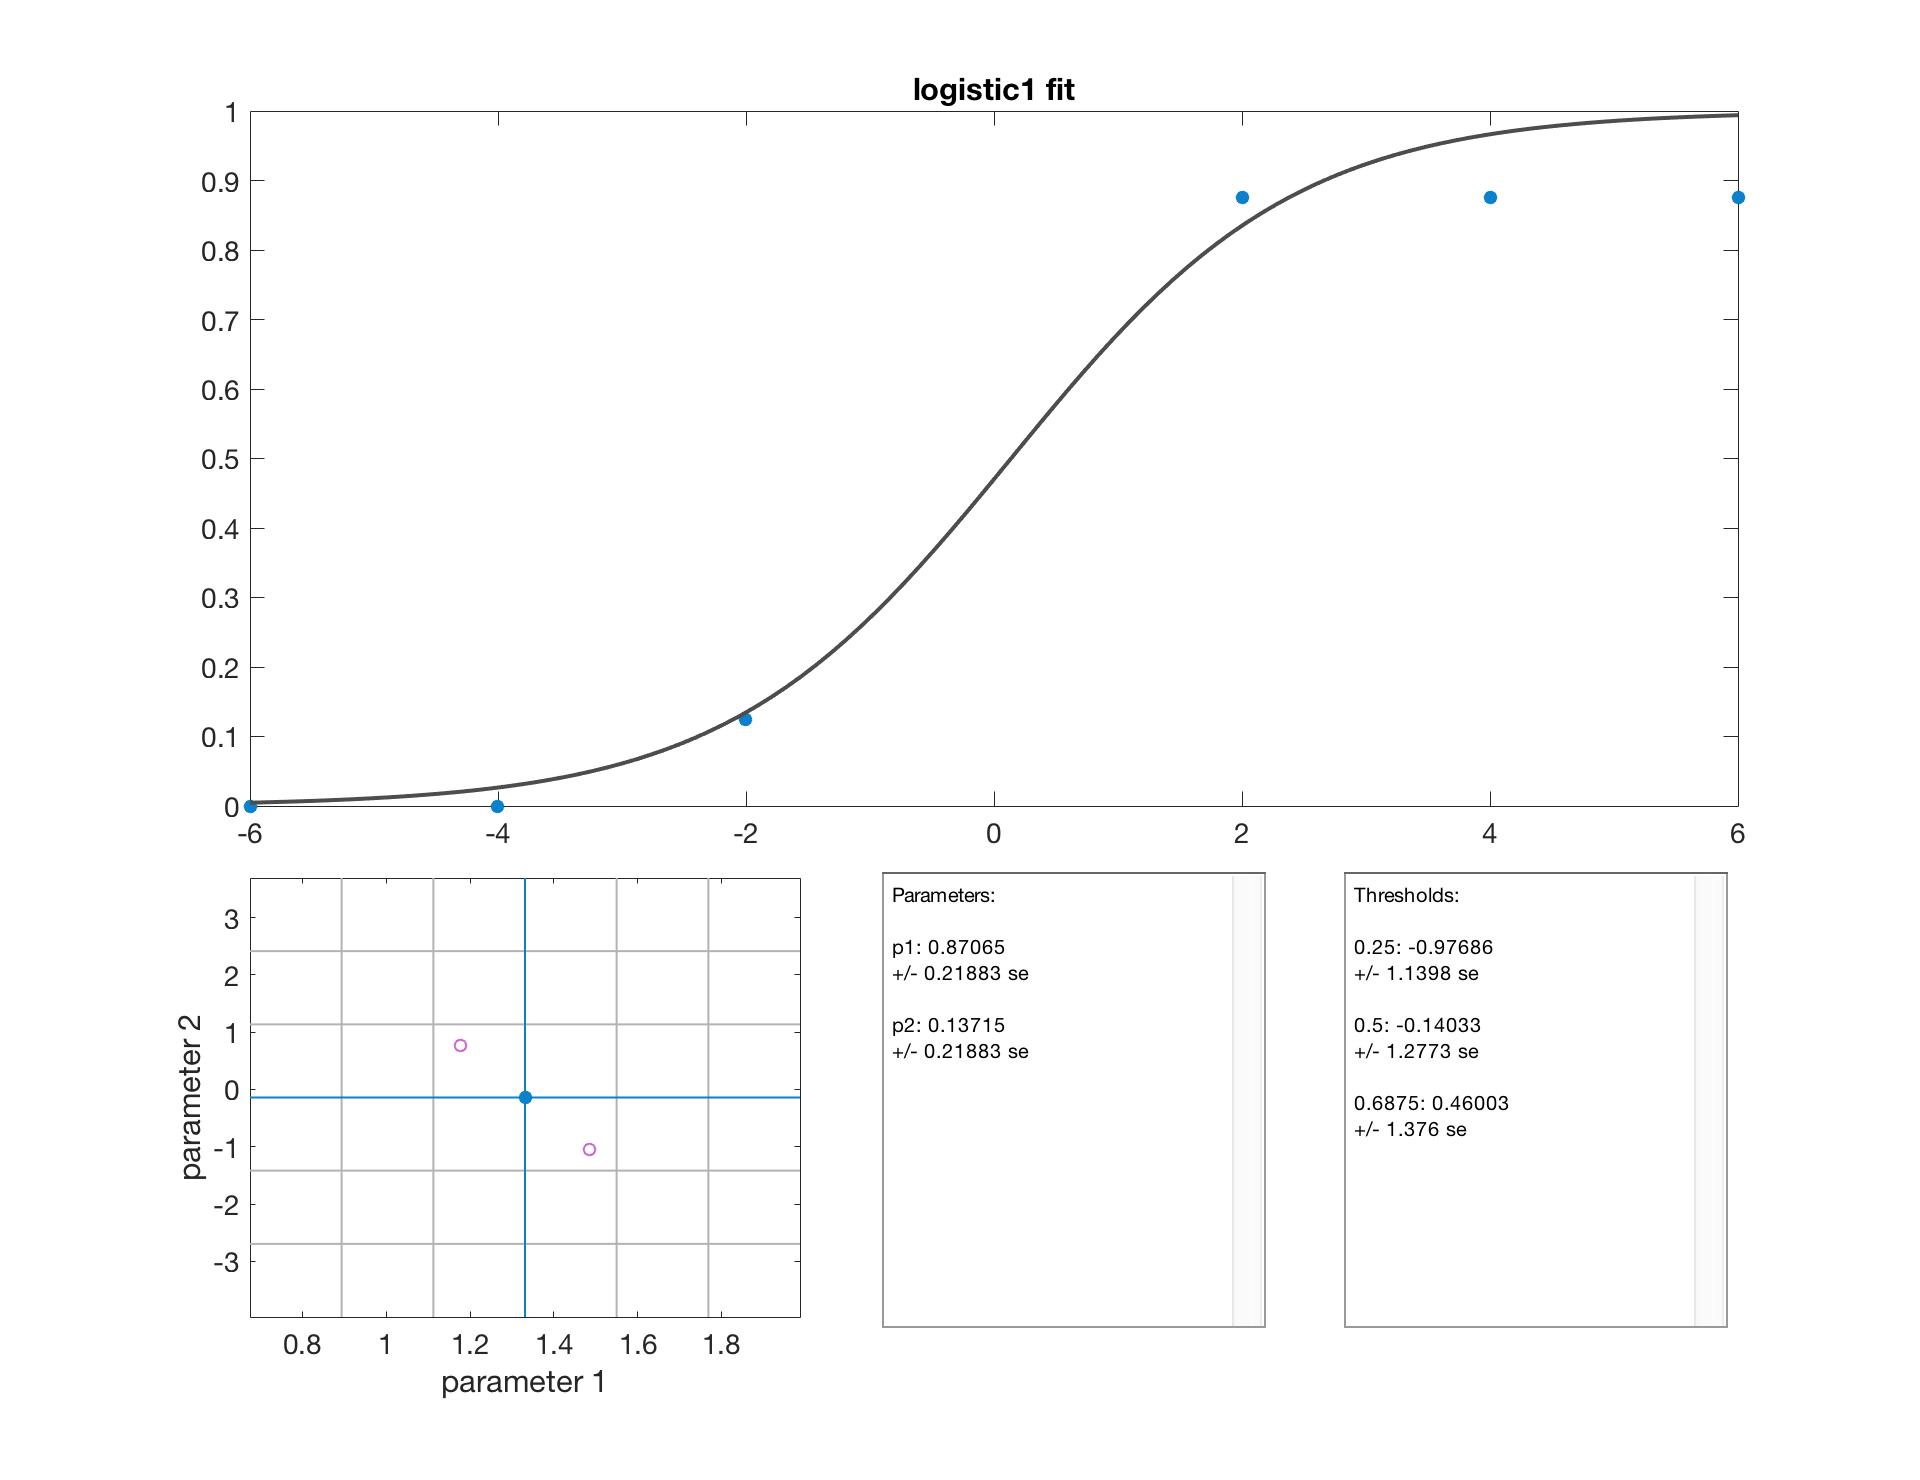 logistic1 fit
1
0.9
0.8
0.7
0.6
0.5
0.4
0.3
0.2
0.1
0
-6 -4 -2 0 2 4 6
3
2
1
0
-1
-2
-3
parameter 2
0.8 1 1.2 1.4 1.6 1.8
parameter 1
Parameters:
p1: 0.87065
+/- 0.21883 se
p2: 0.13715
+/- 0.21883 se
Thresholds:
0.25: -0.97686
+/- 1.1398 se
0.5: -0.14033
+/- 1.2773 se
0.6875: 0.46003
+/- 1.376 se